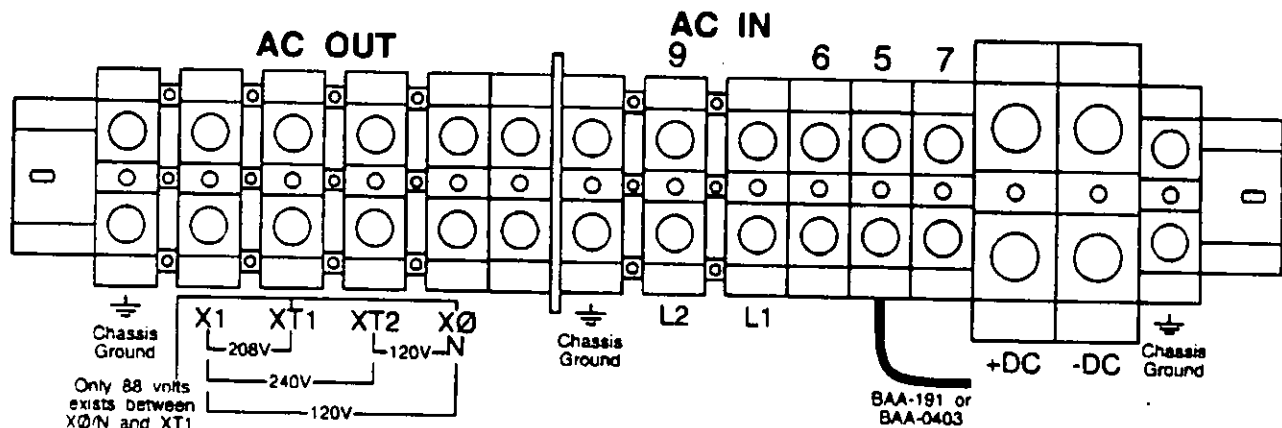 AC OUT
AC IN
9
6
5
7
Chassis
Ground
X1
XT1
XT2
XØ
N
208V
120V
240V
120V
Only 88 volts
exists between
XØ/N and XT1
Chassis
Ground
L2
L1
BAA-191 or
BAA-0403
+DC
-DC
Chassis
Ground